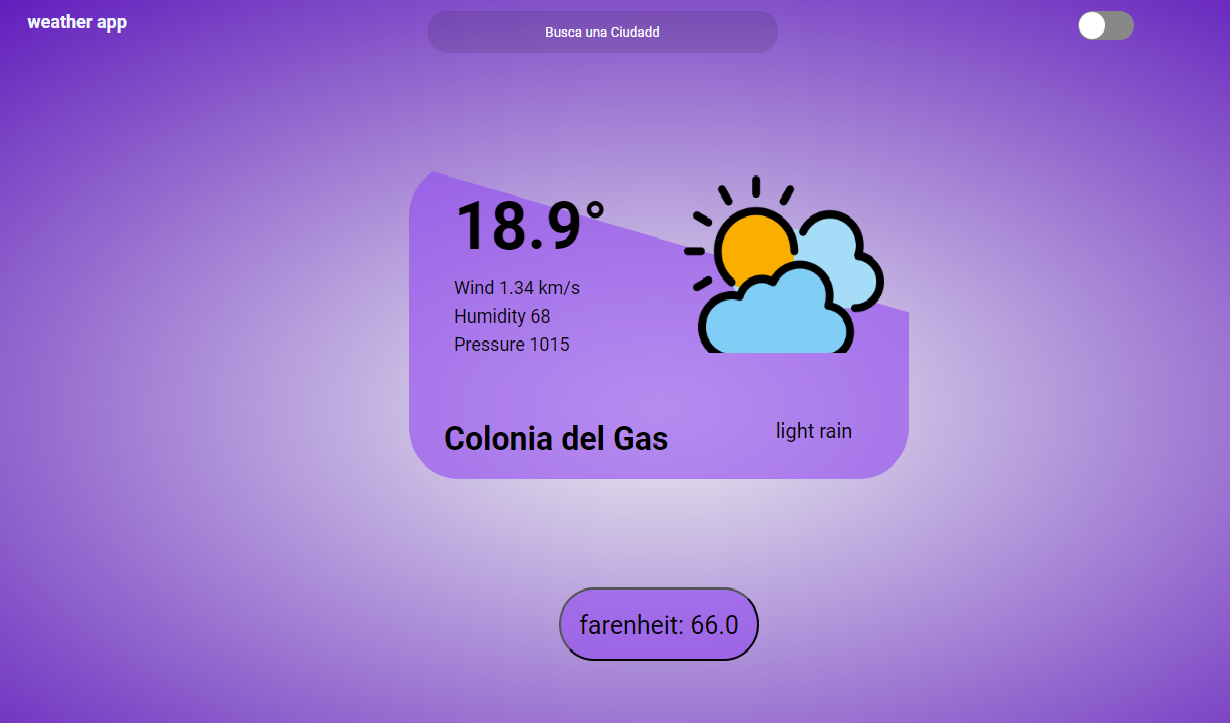 weather app
Busca una Ciudadd
18.9°
Wind 1.34 km/s
Humidity 68
Pressure 1015
Colonia del Gas
light rain
farenheit: 66.0